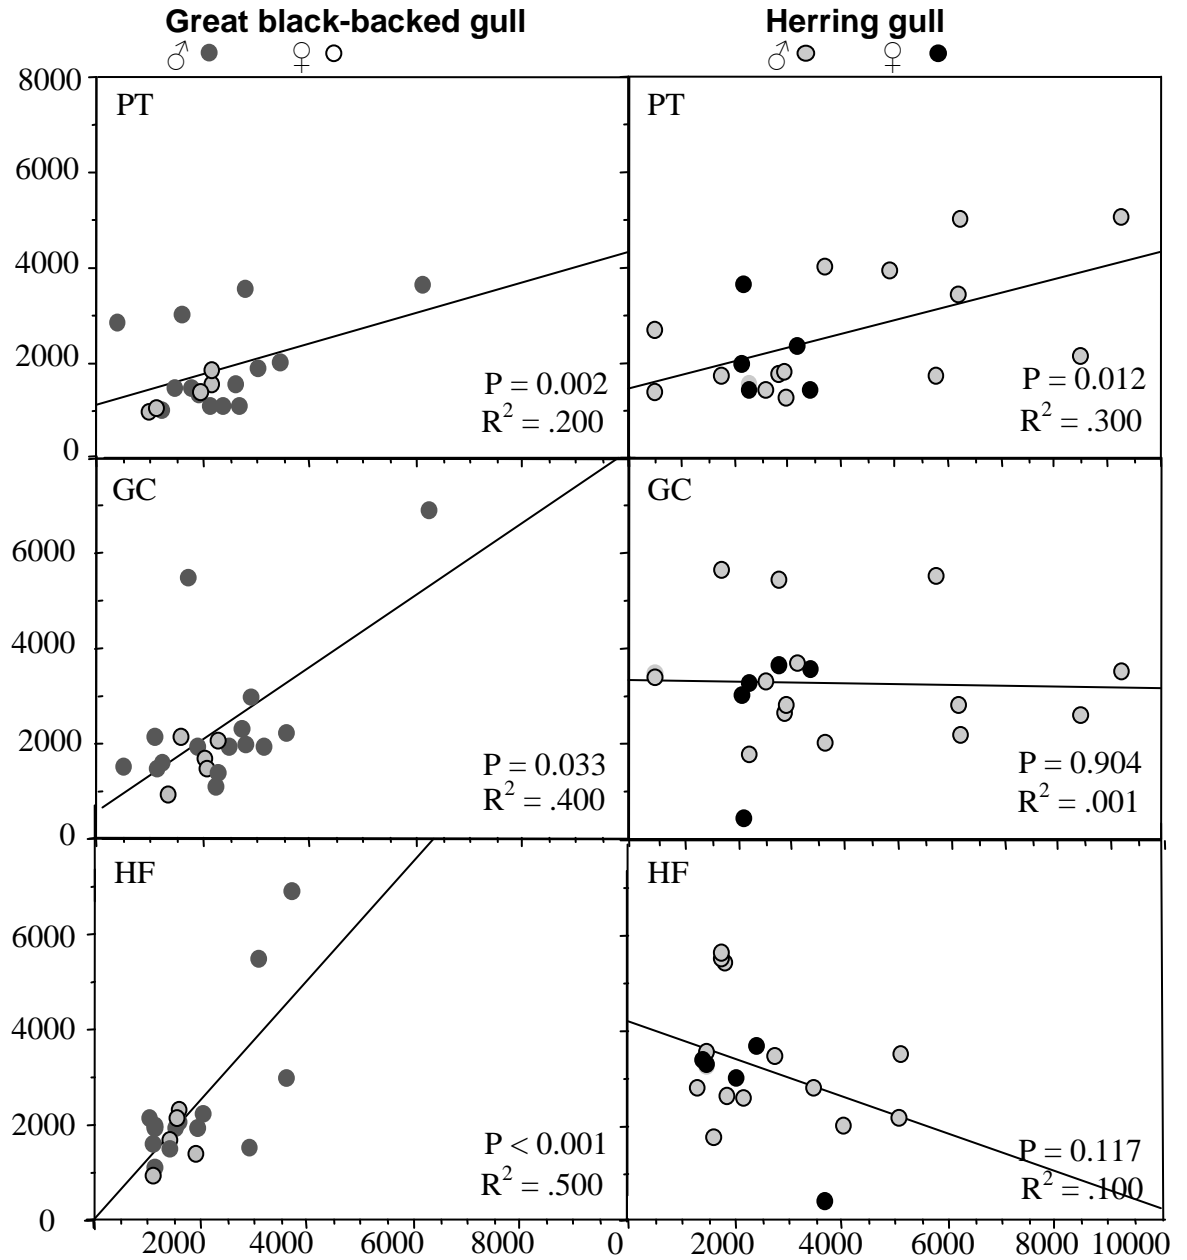 Great black-backed gull Herring gull
♂ ♀ ♂ ♀
8000
PT PT
6000
4000
2000
P = 0.002 P = 0.012
R² = .200 R² = .300
0
GC GC
6000
4000
2000
P = 0.033 P = 0.904
R² = .400 R² = .001
0
HF HF
6000
4000
2000
P < 0.001 P = 0.117
R² = .500 R² = .100
0
2000 4000 6000 8000 0 2000 4000 6000 8000 10000